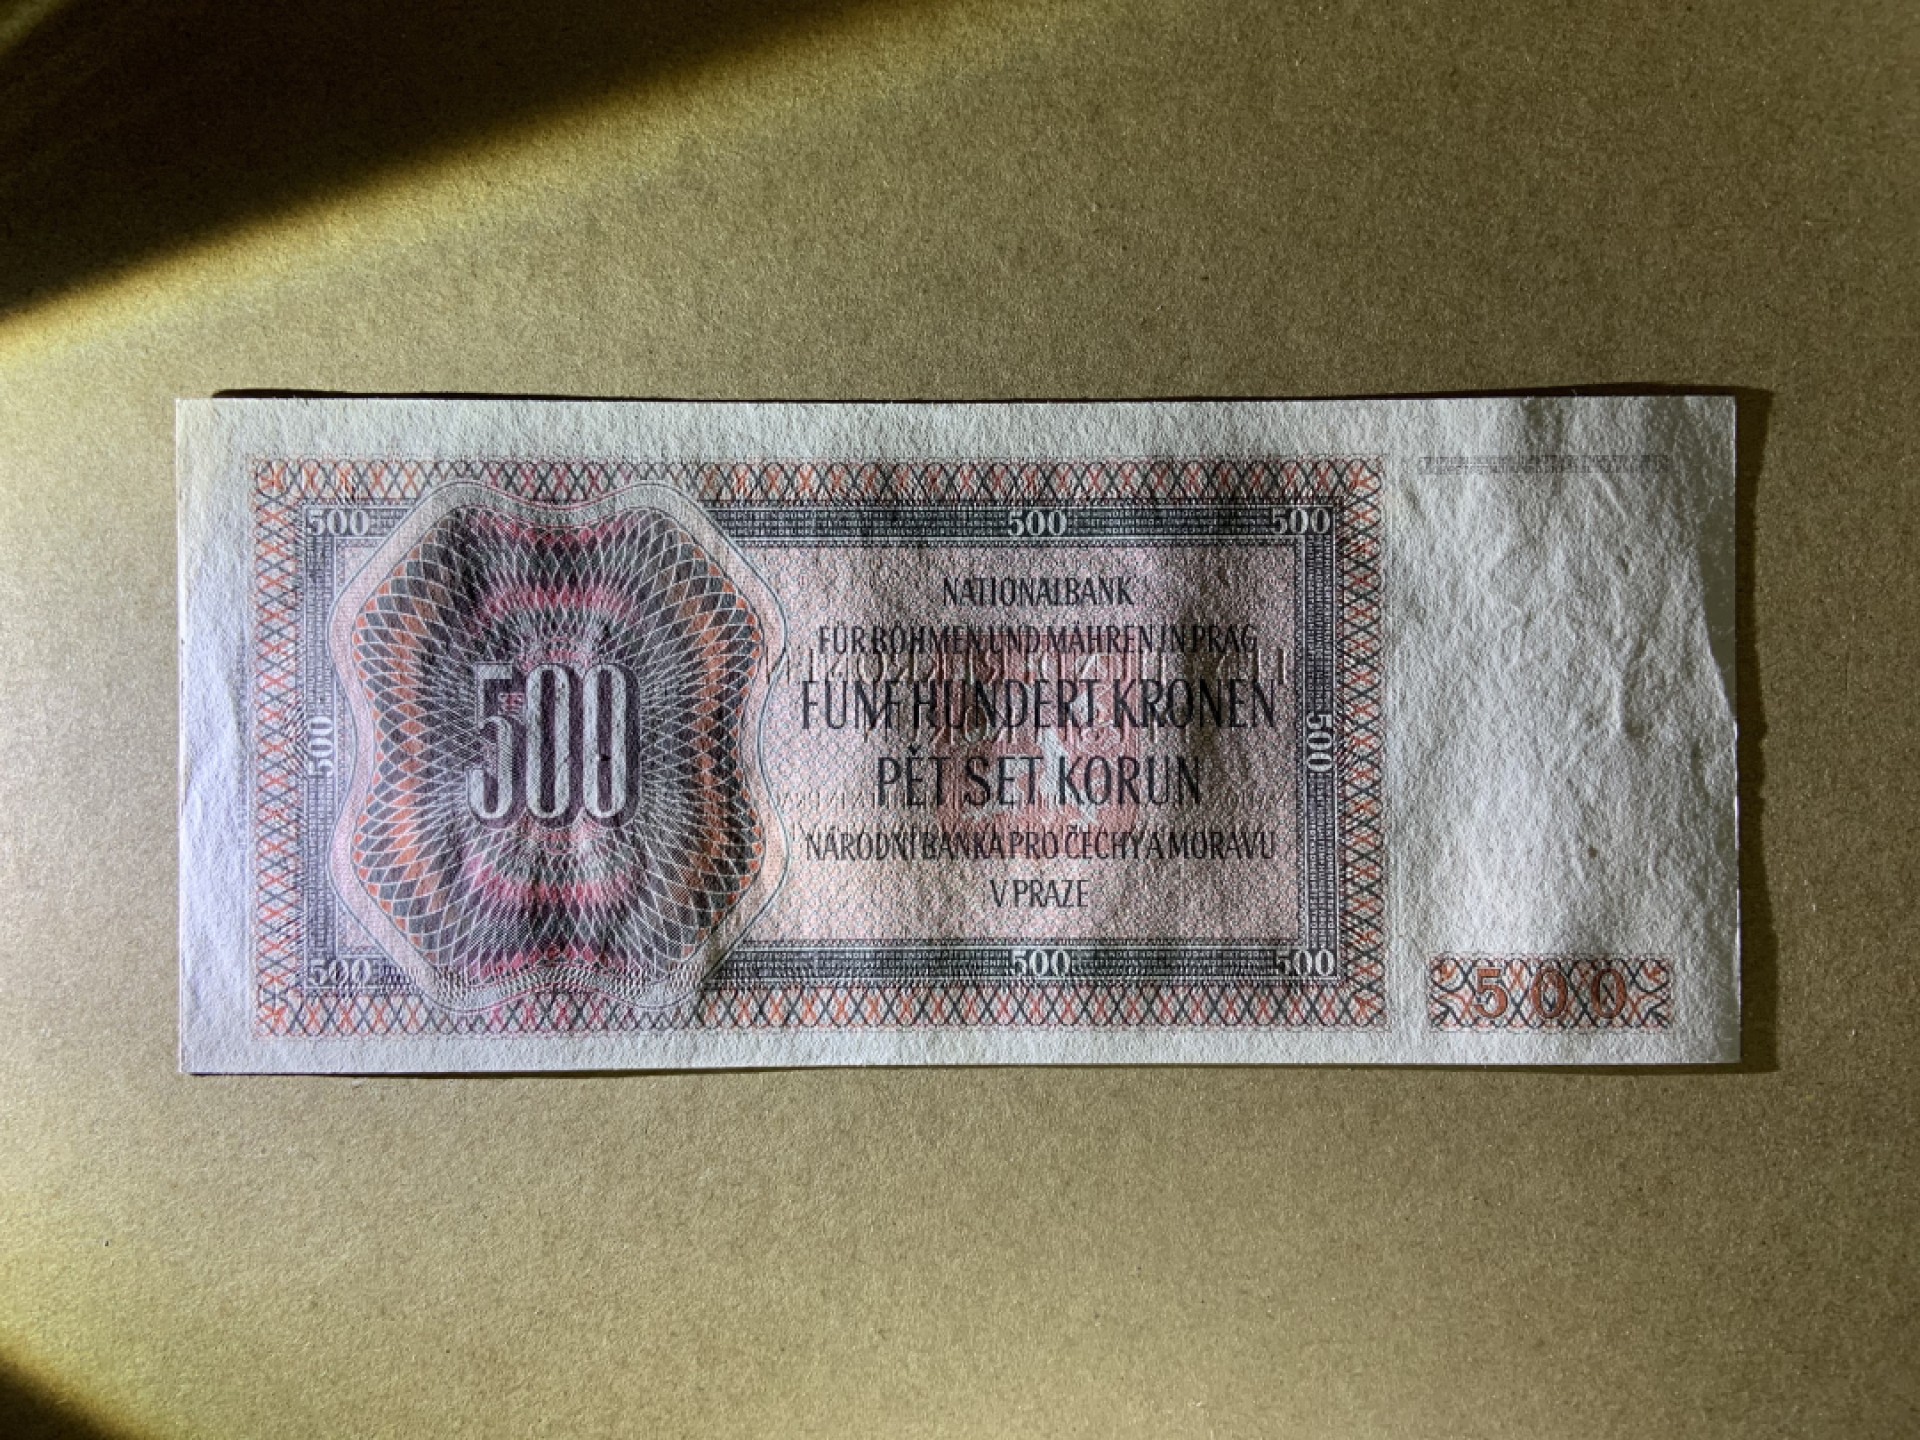 500 500 500
NATIONALBANK
FÜR BÖHMEN UND MÄHREN IN PRAG
500 FÜNF HUNDERT KRONEN
500 500
PĚT SET KORUN
NÁRODNÍ BANKA PRO ČECHY A MORAVU
V PRAZE
500 500 500
500